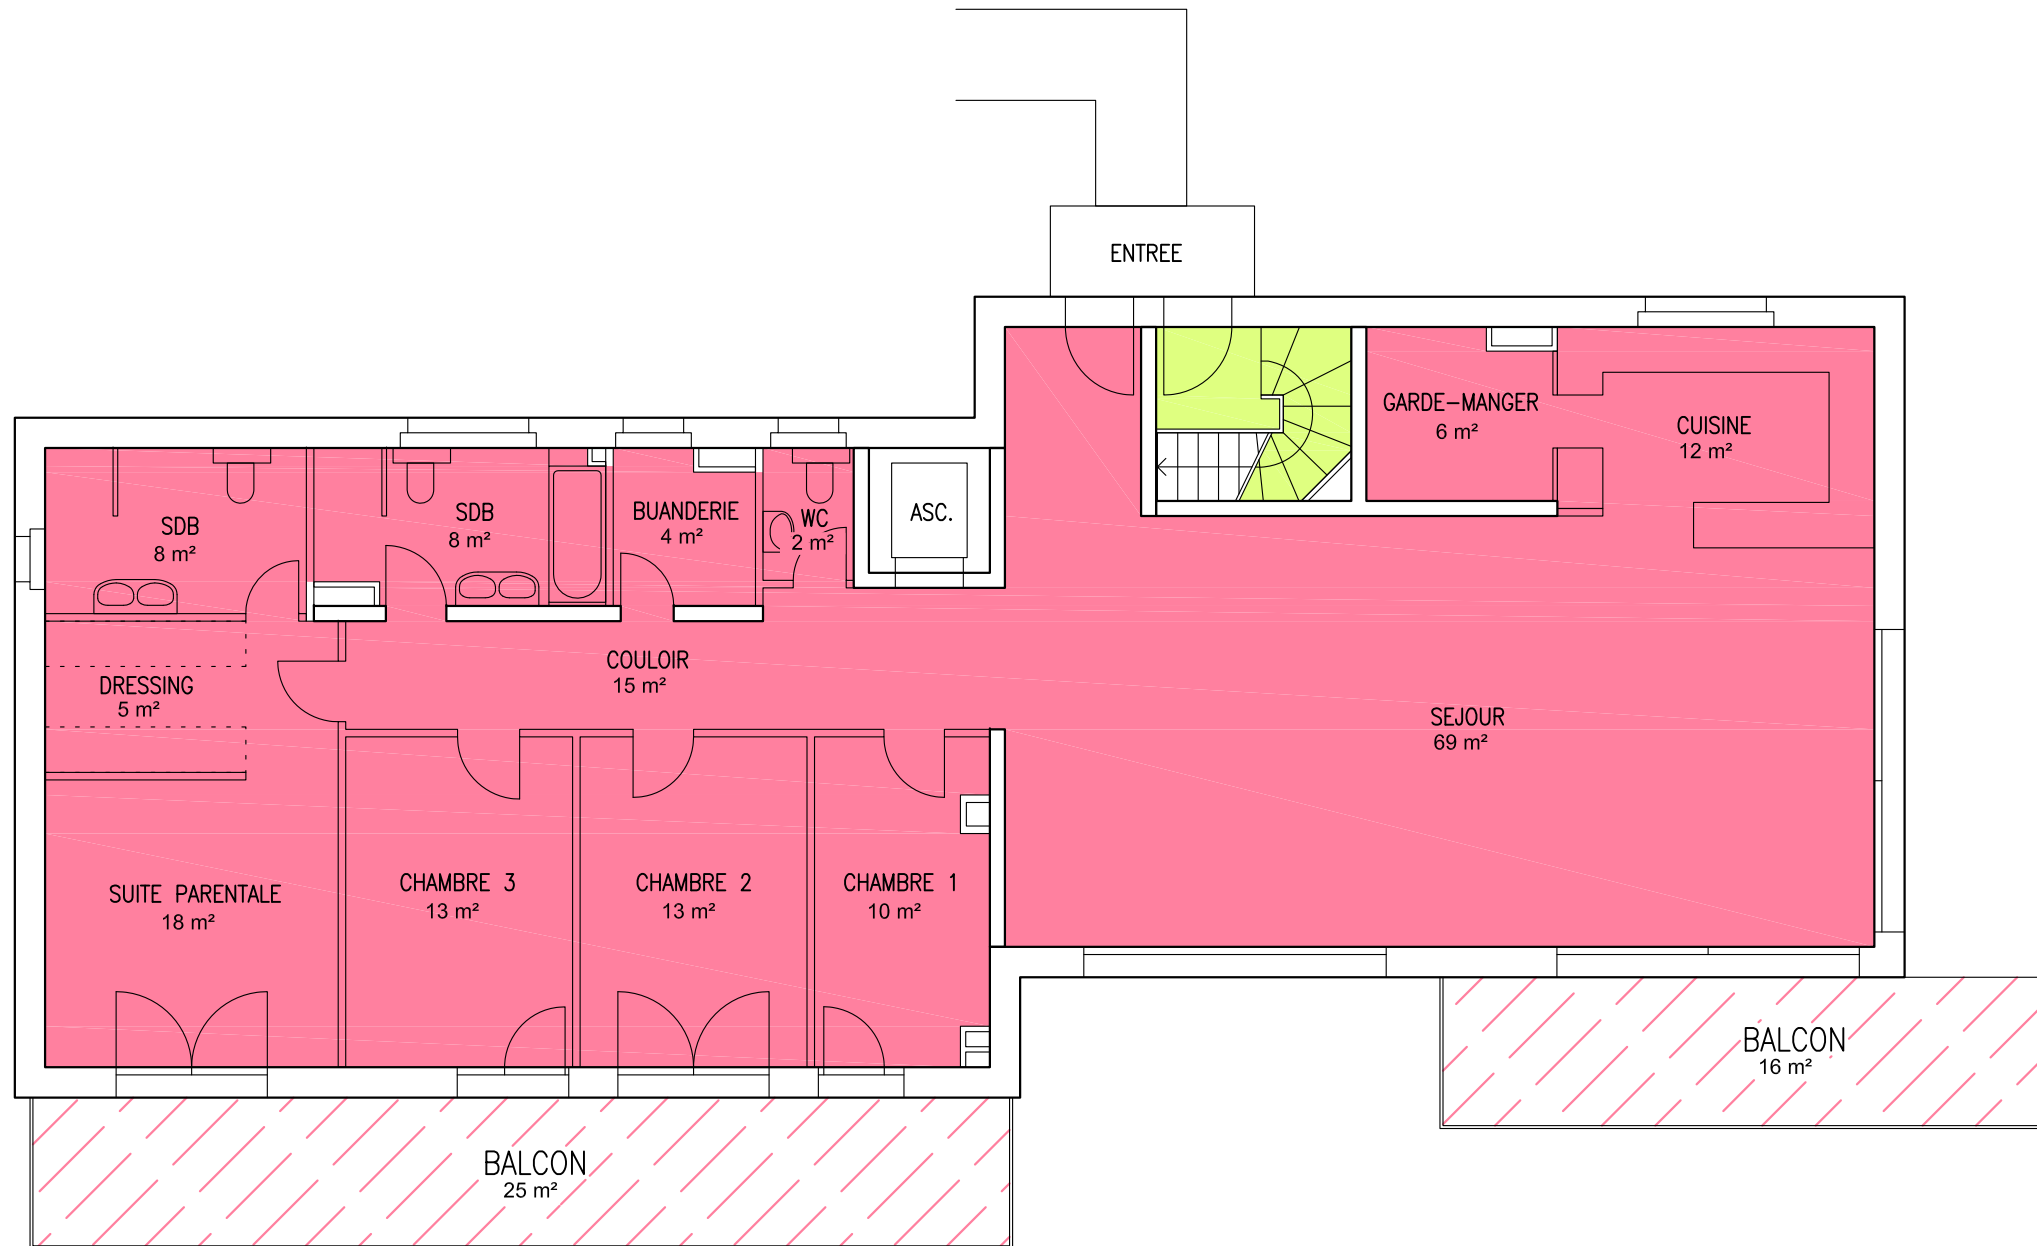 ENTREE
GARDE-MANGER
6 m²
CUISINE
12 m²
SDB
8 m²
SDB
8 m²
BUANDERIE
4 m²
WC
2 m²
ASC.
DRESSING
5 m²
COULOIR
15 m²
SEJOUR
69 m²
SUITE PARENTALE
18 m²
CHAMBRE 3
13 m²
CHAMBRE 2
13 m²
CHAMBRE 1
10 m²
BALCON
16 m²
BALCON
25 m²